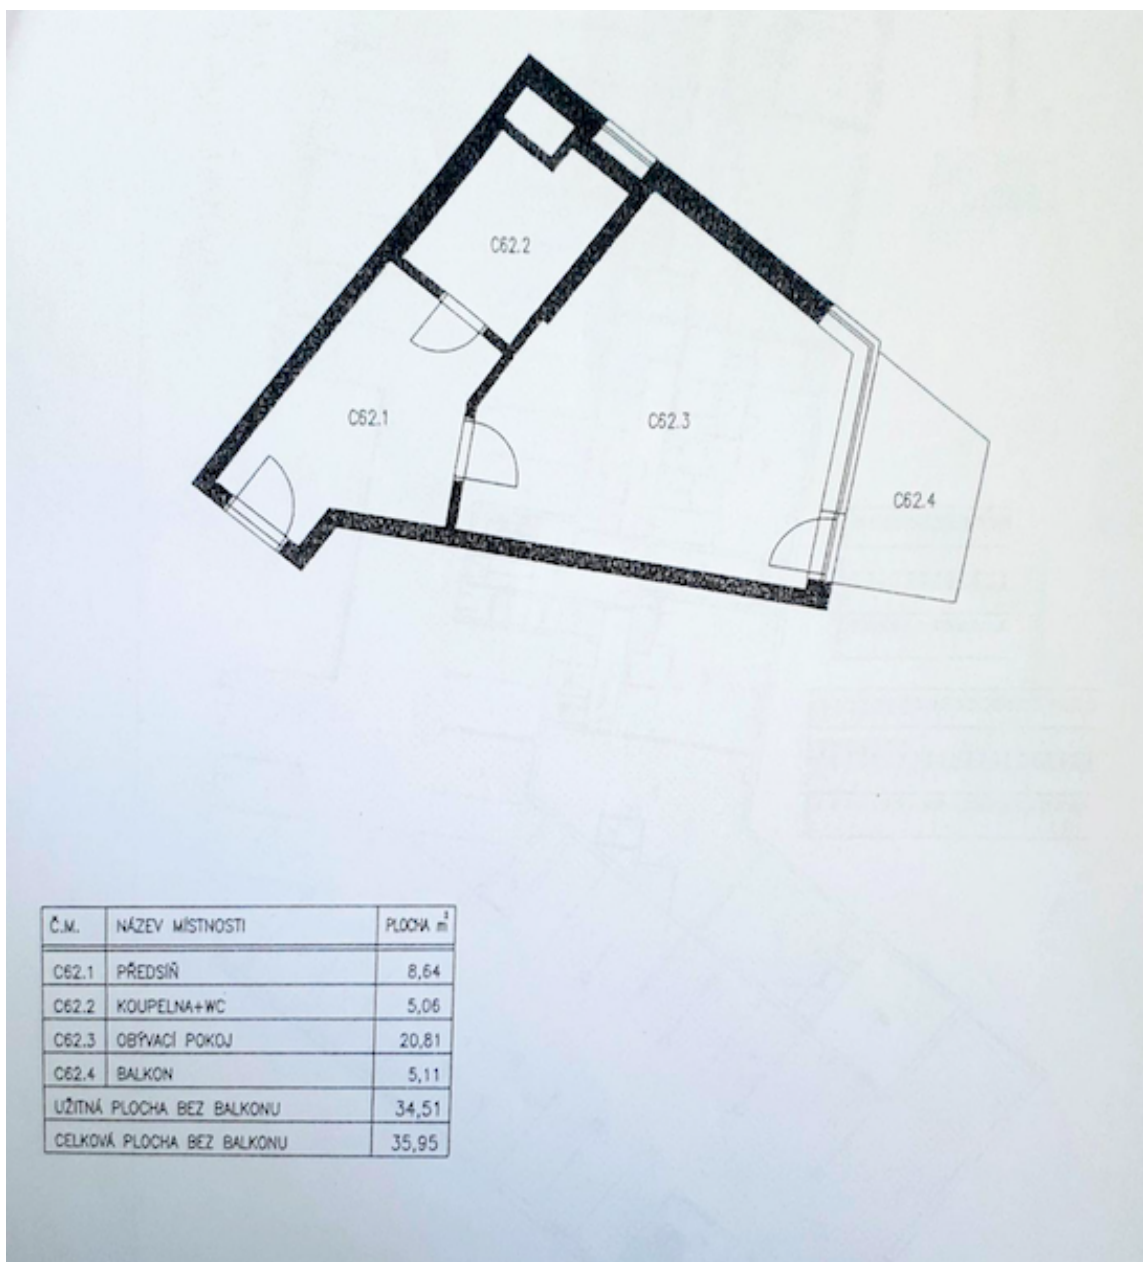 C62.2
C62.1
C62.3
C62.4
Č.M. NÁZEV MÍSTNOSTI PLOCHA m²
C62.1 PŘEDSÍŇ 8,64
C62.2 KOUPELNA+WC 5,06
C62.3 OBÝVACÍ POKOJ 20,81
C62.4 BALKON 5,11
UŽITNÁ PLOCHA BEZ BALKONU 34,51
CELKOVÁ PLOCHA BEZ BALKONU 35,95